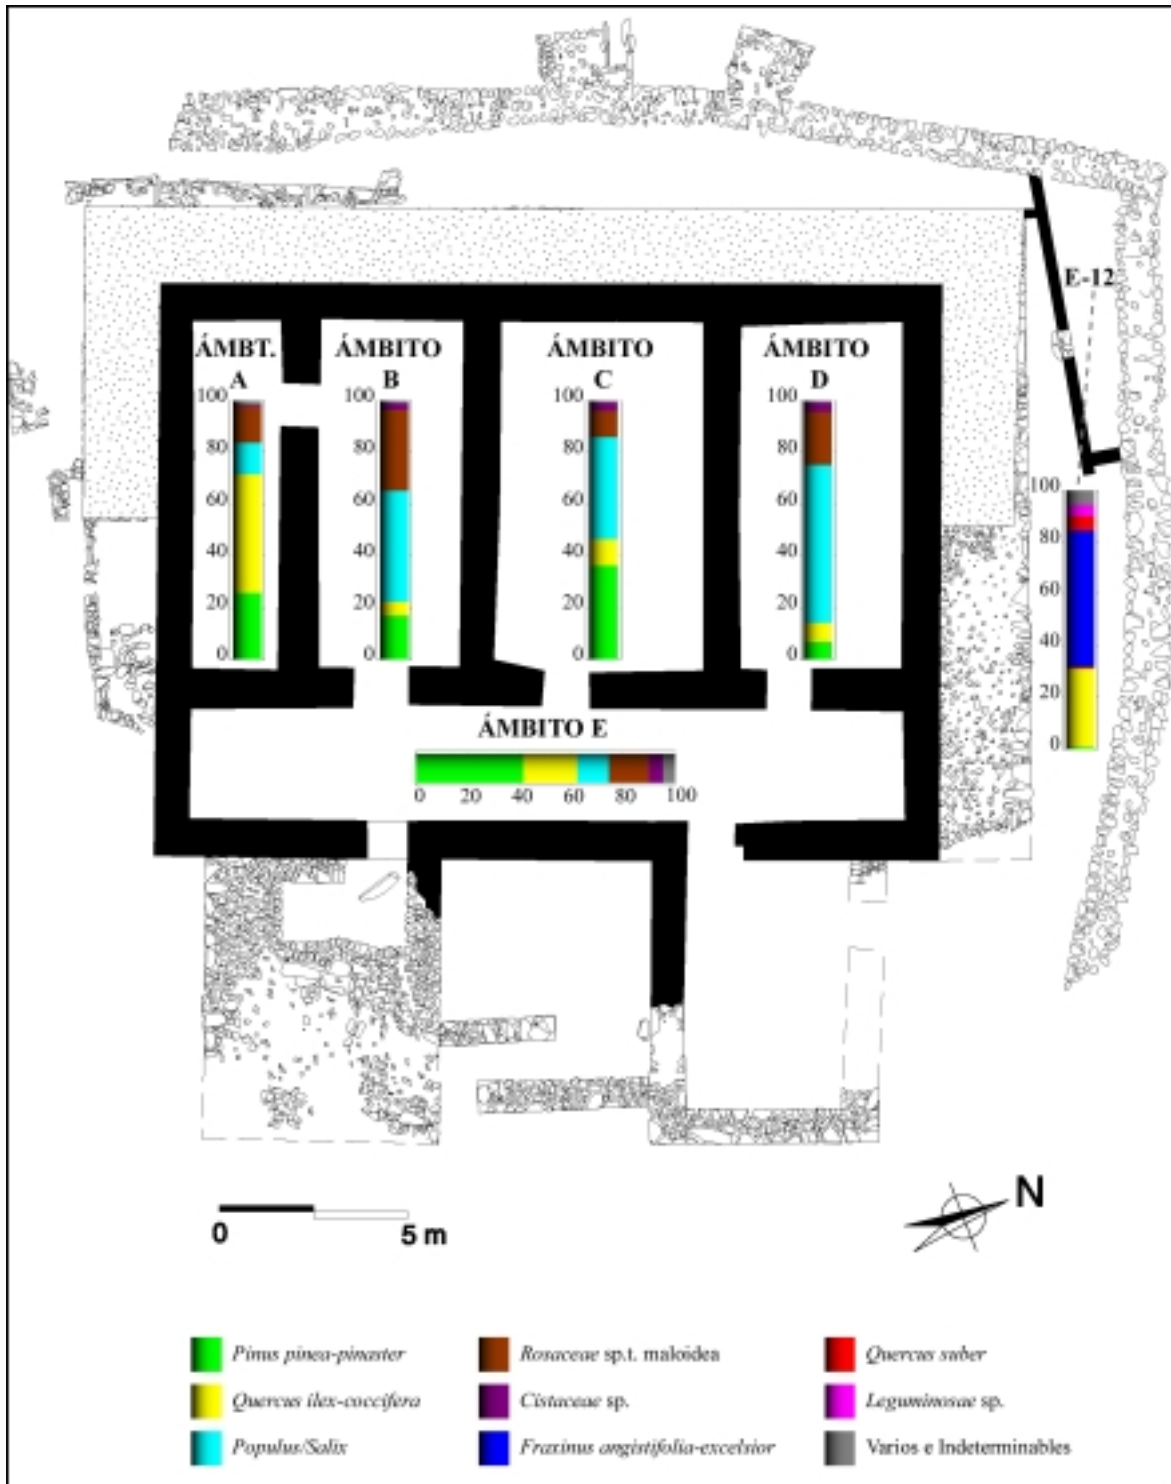 E-12
ÁMBT.
A
ÁMBITO
B
ÁMBITO
C
ÁMBITO
D
100
80
60
40
20
0
100
80
60
40
20
0
100
80
60
40
20
0
100
80
60
40
20
0
100
80
60
40
20
0
ÁMBITO E
0 20 40 60 80 100
N
0 5 m
Pinus pinea-pinaster
Quercus ilex-coccifera
Populus/Salix
Rosaceae sp.t. maloidea
Cistaceae sp.
Fraxinus angistifolia-excelsior
Quercus suber
Leguminosae sp.
Varios e Indeterminables